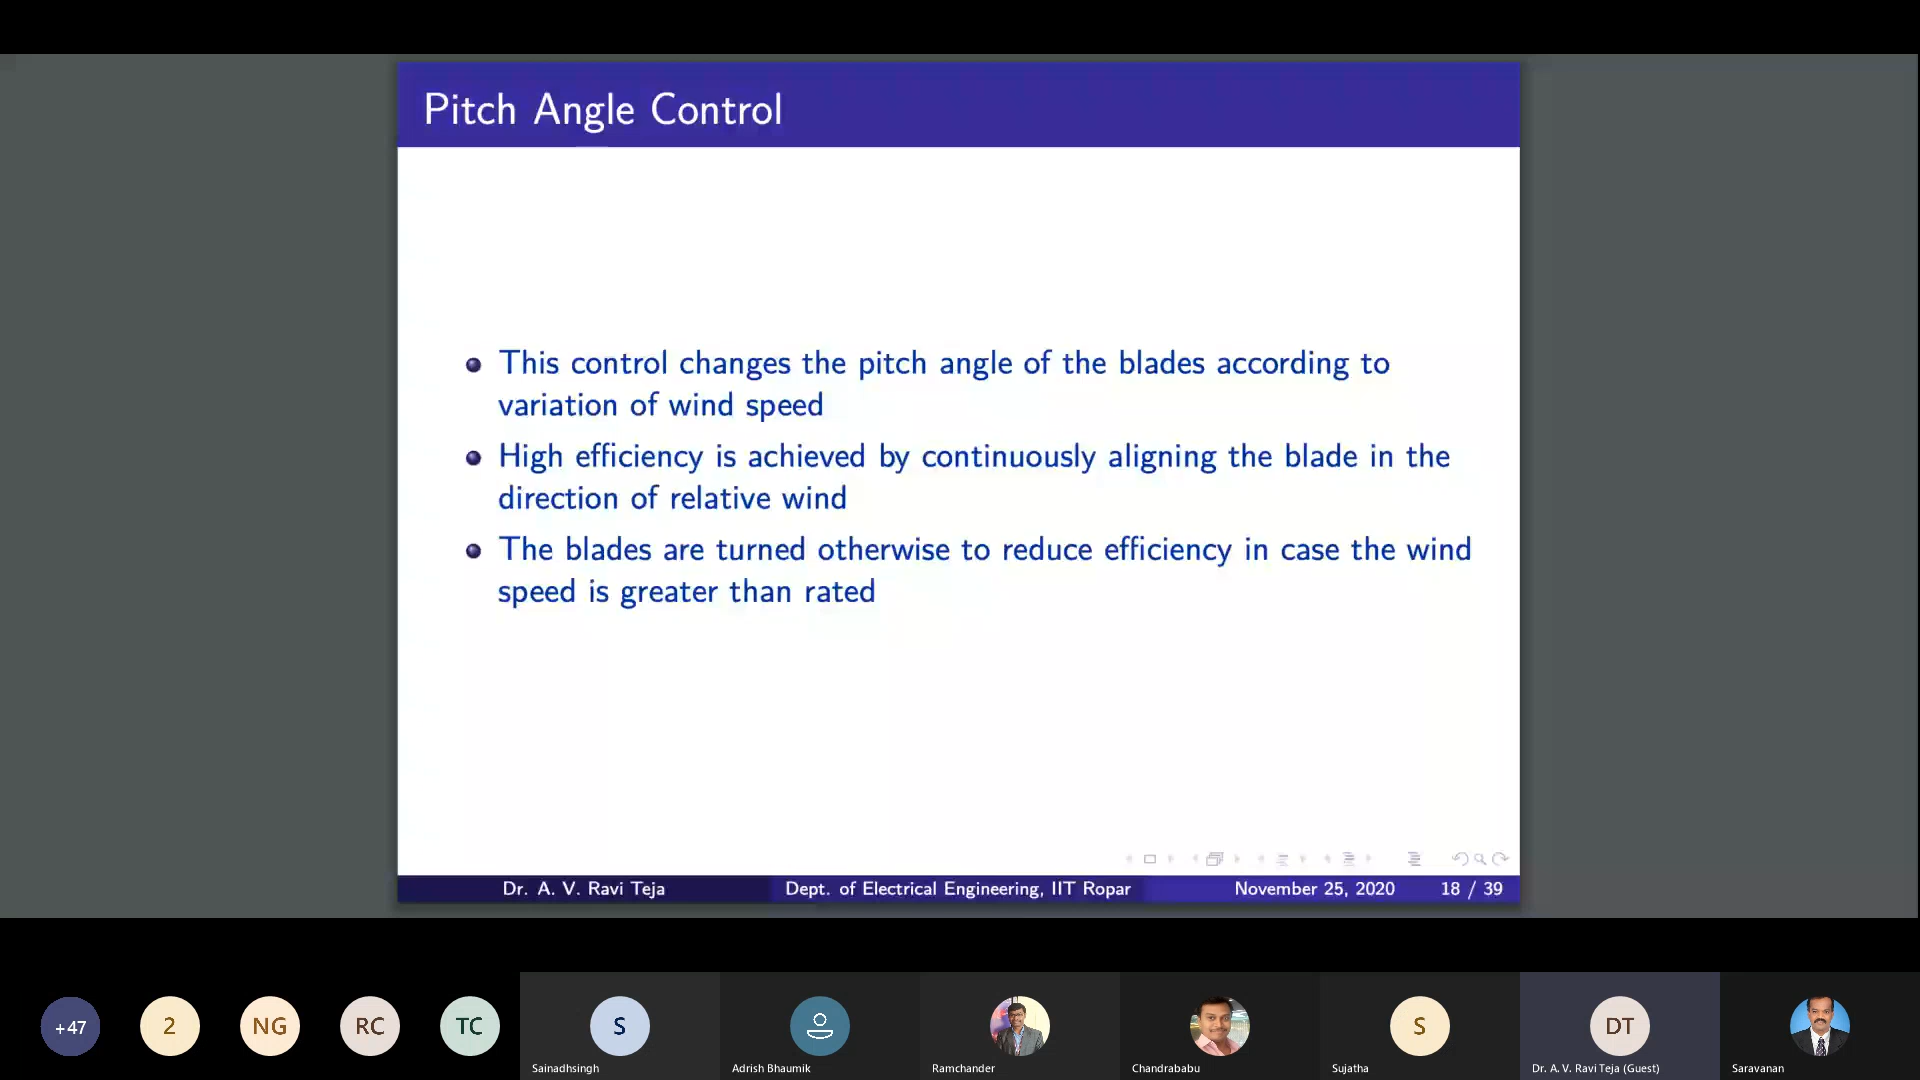 Pitch Angle Control
This control changes the pitch angle of the blades according to
variation of wind speed
High efficiency is achieved by continuously aligning the blade in the
direction of relative wind
The blades are turned otherwise to reduce efficiency in case the wind
speed is greater than rated
Dr. A. V. Ravi Teja Dept. of Electrical Engineering, IIT Ropar November 25, 2020 18 / 39
+47 2 NG RC TC S S DT
Sainadhsingh Adrish Bhaumik Ramchander Chandrababu Sujatha Dr. A. V. Ravi Teja (Guest) Saravanan